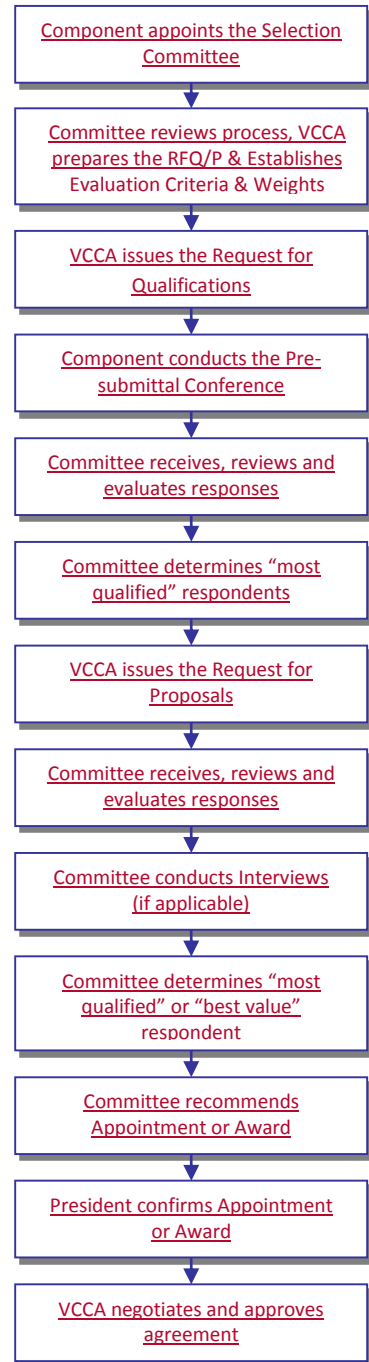 Component appoints the Selection
Committee
Committee reviews process, VCCA
prepares the RFQ/P & Establishes
Evaluation Criteria & Weights
VCCA issues the Request for
Qualifications
Component conducts the Pre-
submittal Conference
Committee receives, reviews and
evaluates responses
Committee determines “most
qualified” respondents
VCCA issues the Request for
Proposals
Committee receives, reviews and
evaluates responses
Committee conducts Interviews
(if applicable)
Committee determines “most
qualified” or “best value”
respondent
Committee recommends
Appointment or Award
President confirms Appointment
or Award
VCCA negotiates and approves
agreement